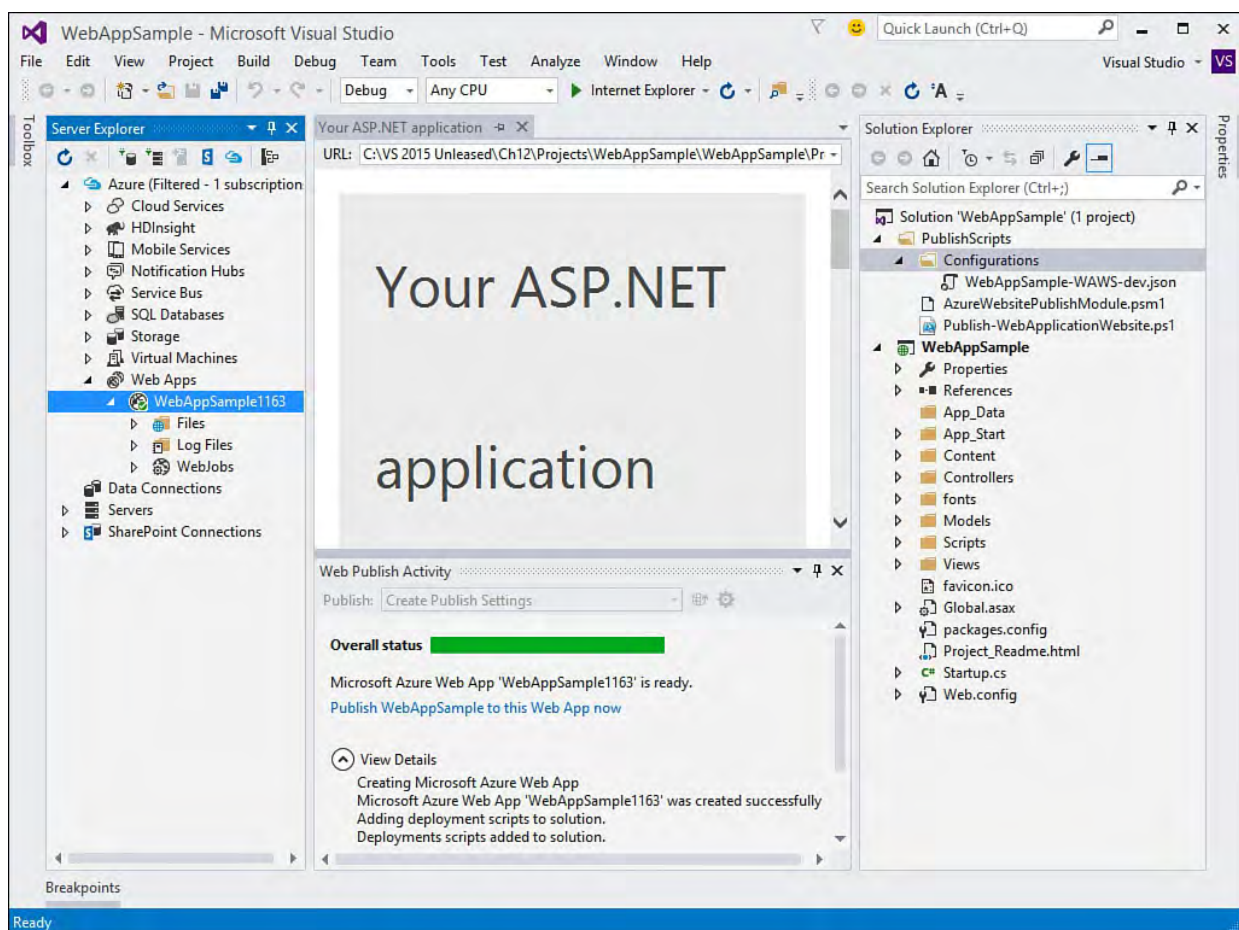 WebAppSample - Microsoft Visual Studio
Quick Launch (Ctrl+Q)
File Edit View Project Build Debug Team Tools Test Analyze Window Help
Visual Studio
VS
Debug
Any CPU
Internet Explorer
Toolbox
Server Explorer
Azure (Filtered - 1 subscription
Cloud Services
HDInsight
Mobile Services
Notification Hubs
Service Bus
SQL Databases
Storage
Virtual Machines
Web Apps
WebAppSample1163
Files
Log Files
WebJobs
Data Connections
Servers
SharePoint Connections
Your ASP.NET application
URL: C:\VS 2015 Unleased\Ch12\Projects\WebAppSample\WebAppSample\Pr
Your ASP.NET
application
Web Publish Activity
Publish: Create Publish Settings
Overall status
Microsoft Azure Web App 'WebAppSample1163' is ready.
Publish WebAppSample to this Web App now
View Details
Creating Microsoft Azure Web App
Microsoft Azure Web App 'WebAppSample1163' was created successfully
Adding deployment scripts to solution.
Deployments scripts added to solution.
Solution Explorer
Search Solution Explorer (Ctrl+;)
Solution 'WebAppSample' (1 project)
PublishScripts
Configurations
WebAppSample-WAWS-dev.json
AzureWebsitePublishModule.psm1
Publish-WebApplicationWebsite.ps1
WebAppSample
Properties
References
App_Data
App_Start
Content
Controllers
fonts
Models
Scripts
Views
favicon.ico
Global.asax
packages.config
Project_Readme.html
C# Startup.cs
Web.config
Properties
Breakpoints
Ready